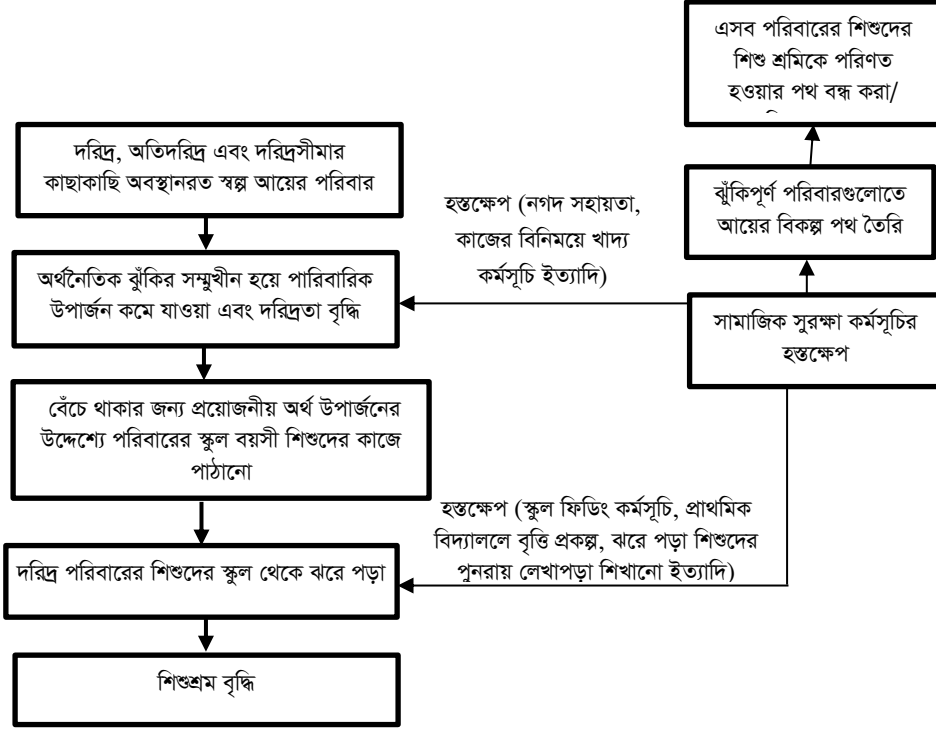 এসব পরিবারের শিশুদের
শিশু শ্রমিকে পরিণত
হওয়ার পথ বন্ধ করা/
দরিদ্র, অতিদরিদ্র এবং দরিদ্রসীমার
কাছাকাছি অবস্থানরত স্বল্প আয়ের পরিবার
হস্তক্ষেপ (নগদ সহায়তা,
কাজের বিনিময়ে খাদ্য
কর্মসূচি ইত্যাদি)
ঝুঁকিপূর্ণ পরিবারগুলোতে
আয়ের বিকল্প পথ তৈরি
অর্থনৈতিক ঝুঁকির সম্মুখীন হয়ে পারিবারিক
উপার্জন কমে যাওয়া এবং দরিদ্রতা বৃদ্ধি
সামাজিক সুরক্ষা কর্মসূচির
হস্তক্ষেপ
বেঁচে থাকার জন্য প্রয়োজনীয় অর্থ উপার্জনের
উদ্দেশ্যে পরিবারের স্কুল বয়সী শিশুদের কাজে
পাঠানো
হস্তক্ষেপ (স্কুল ফিডিং কর্মসূচি, প্রাথমিক
বিদ্যাললে বৃত্তি প্রকল্প, ঝরে পড়া শিশুদের
পুনরায় লেখাপড়া শিখানো ইত্যাদি)
দরিদ্র পরিবারের শিশুদের স্কুল থেকে ঝরে পড়া
শিশুশ্রম বৃদ্ধি